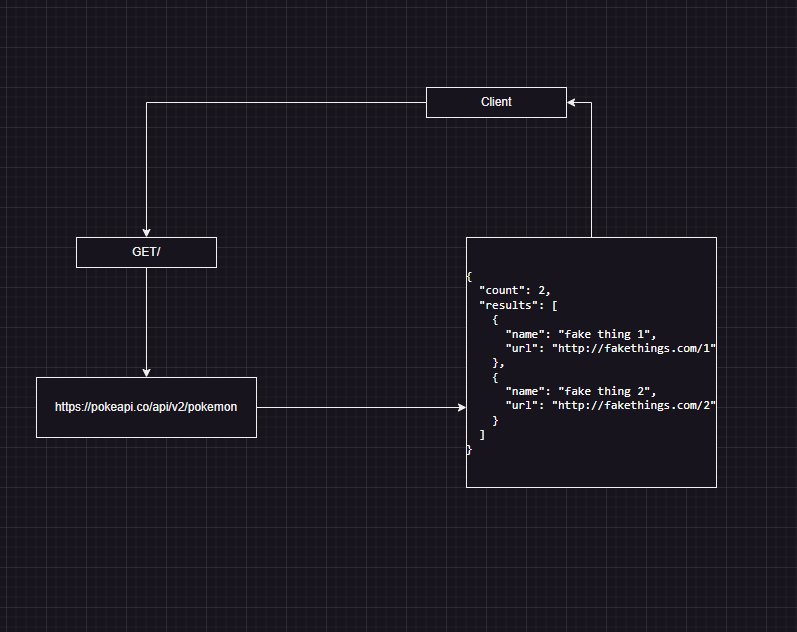 Client
GET/
https://pokeapi.co/api/v2/pokemon
{
  "count": 2,
  "results": [
    {
      "name": "fake thing 1",
      "url": "http://fakethings.com/1"
    },
    {
      "name": "fake thing 2",
      "url": "http://fakethings.com/2"
    }
  ]
}